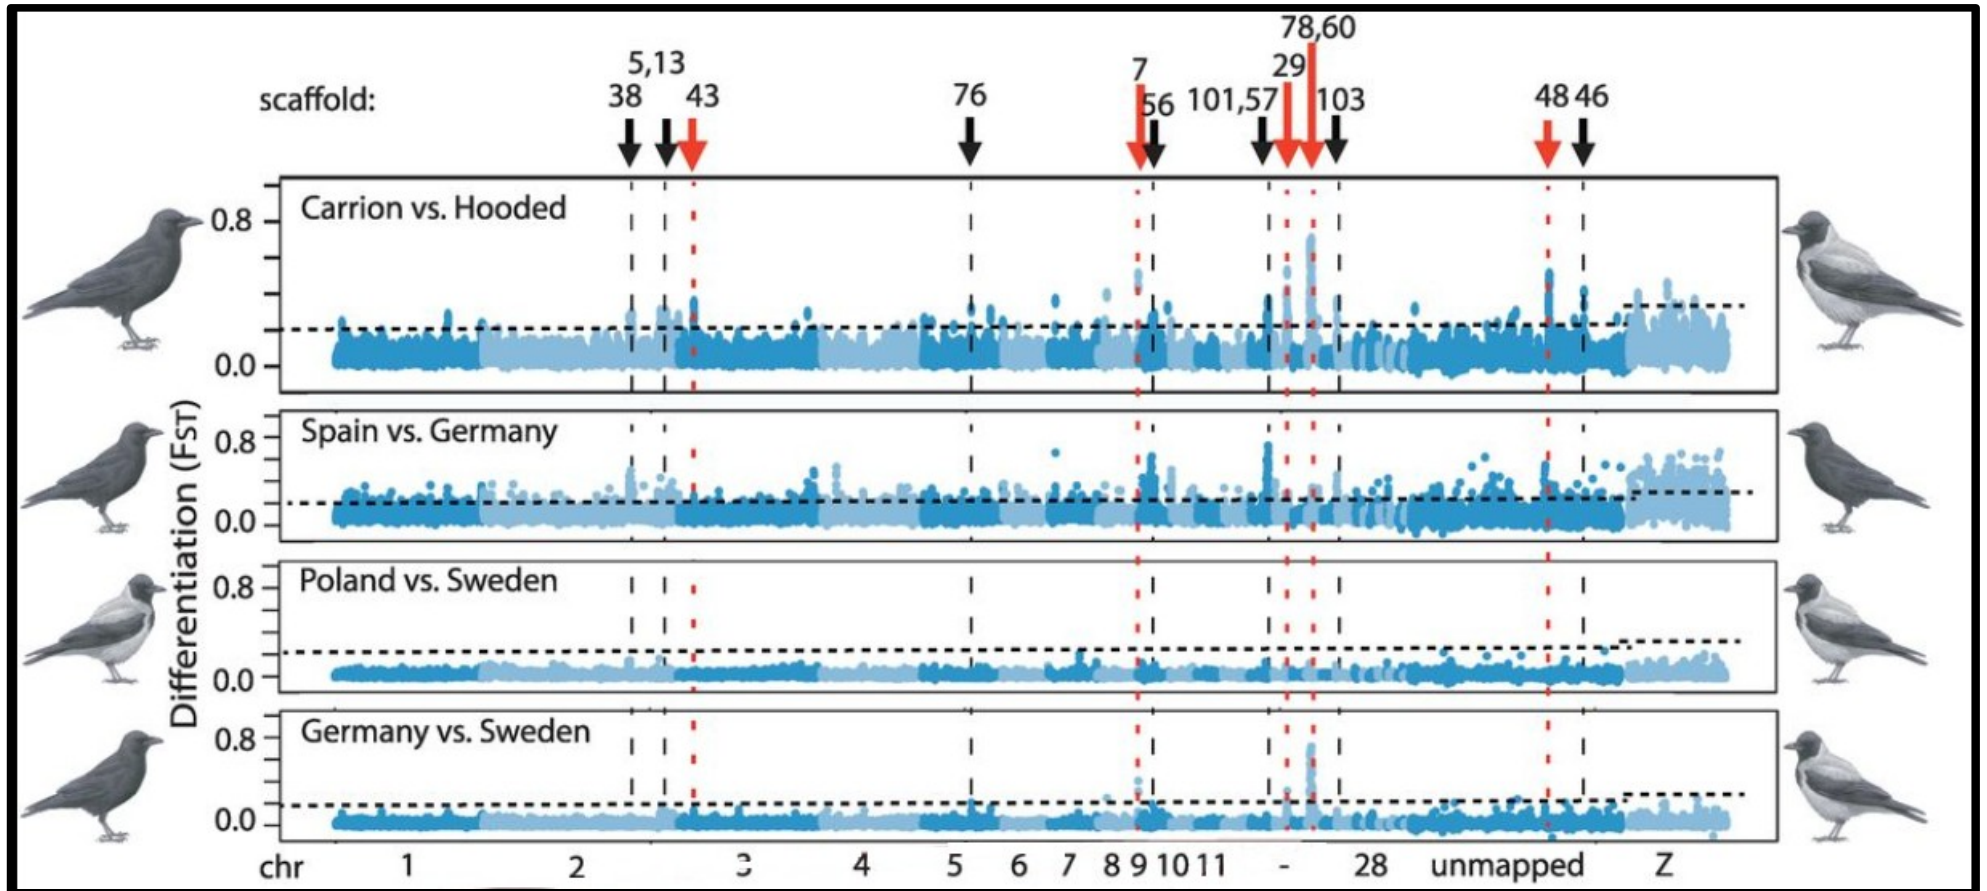 78,60
5,13
7
29
scaffold:
38
43
76
56
101,57
103
48
46
Carrion vs. Hooded
0.8
0.0
Spain vs. Germany
0.8
0.0
Differentiation (FST)
Poland vs. Sweden
0.8
0.0
Germany vs. Sweden
0.8
0.0
chr 1 2 3 4 5 6 7 8 9 10 11 - 28 unmapped Z